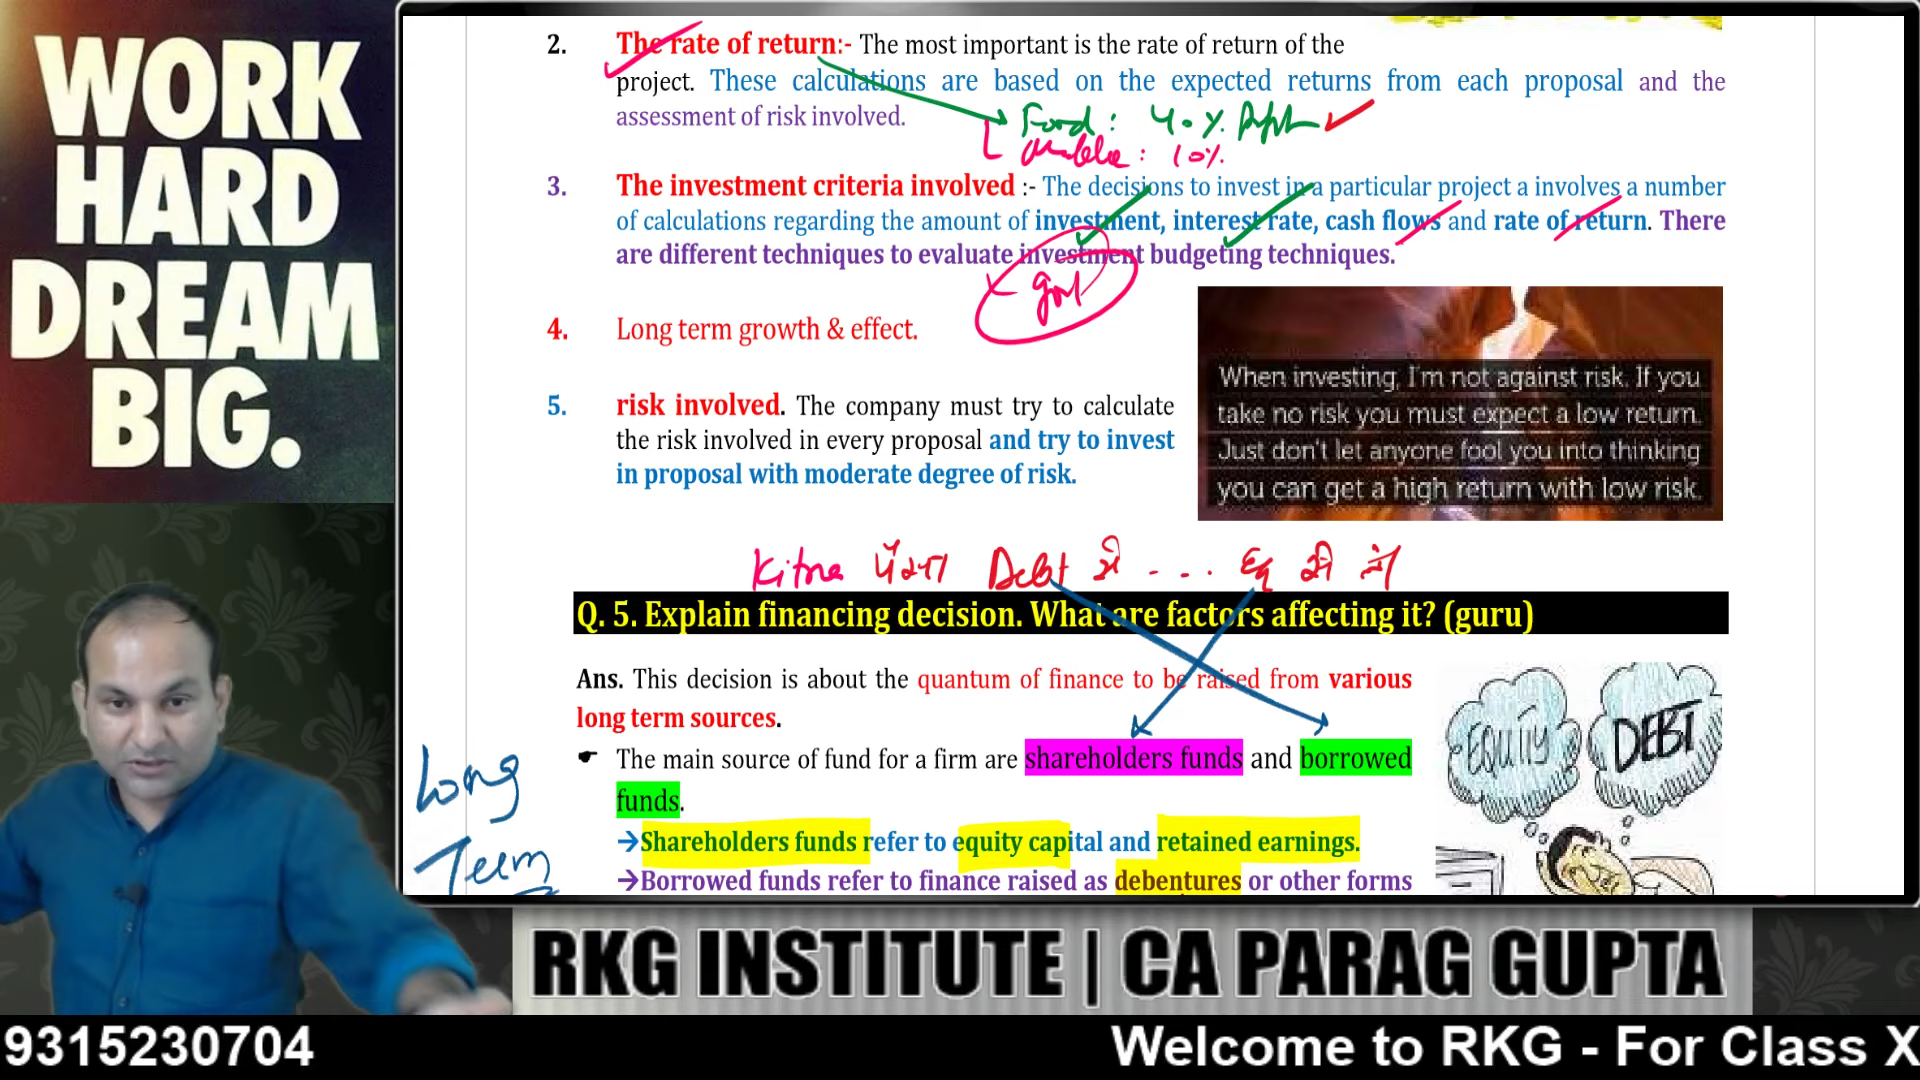 WORK
HARD
DREAM
BIG.
2. The rate of return:- The most important is the rate of return of the
project. These calculations are based on the expected returns from each proposal and the
assessment of risk involved.
Food : 40%
: 10%
3. The investment criteria involved :- The decisions to invest in a particular project a involves a number
of calculations regarding the amount of investment, interest rate, cash flows and rate of return. There
are different techniques to evaluate investment budgeting techniques.
4. Long term growth & effect.
When investing, I'm not against risk. If you
take no risk you must expect a low return.
Just don't let anyone fool you into thinking
you can get a high return with low risk.
5. risk involved. The company must try to calculate
the risk involved in every proposal and try to invest
in proposal with moderate degree of risk.
Kitna पैसा Debt से ... Eq से
Q. 5. Explain financing decision. What are factors affecting it? (guru)
Ans. This decision is about the quantum of finance to be raised from various
long term sources.
☛ The main source of fund for a firm are shareholders funds and borrowed
funds.
→Shareholders funds refer to equity capital and retained earnings.
→Borrowed funds refer to finance raised as debentures or other forms
EQUITY
DEBT
Long
Term
RKG INSTITUTE | CA PARAG GUPTA
9315230704
Welcome to RKG - For Class X